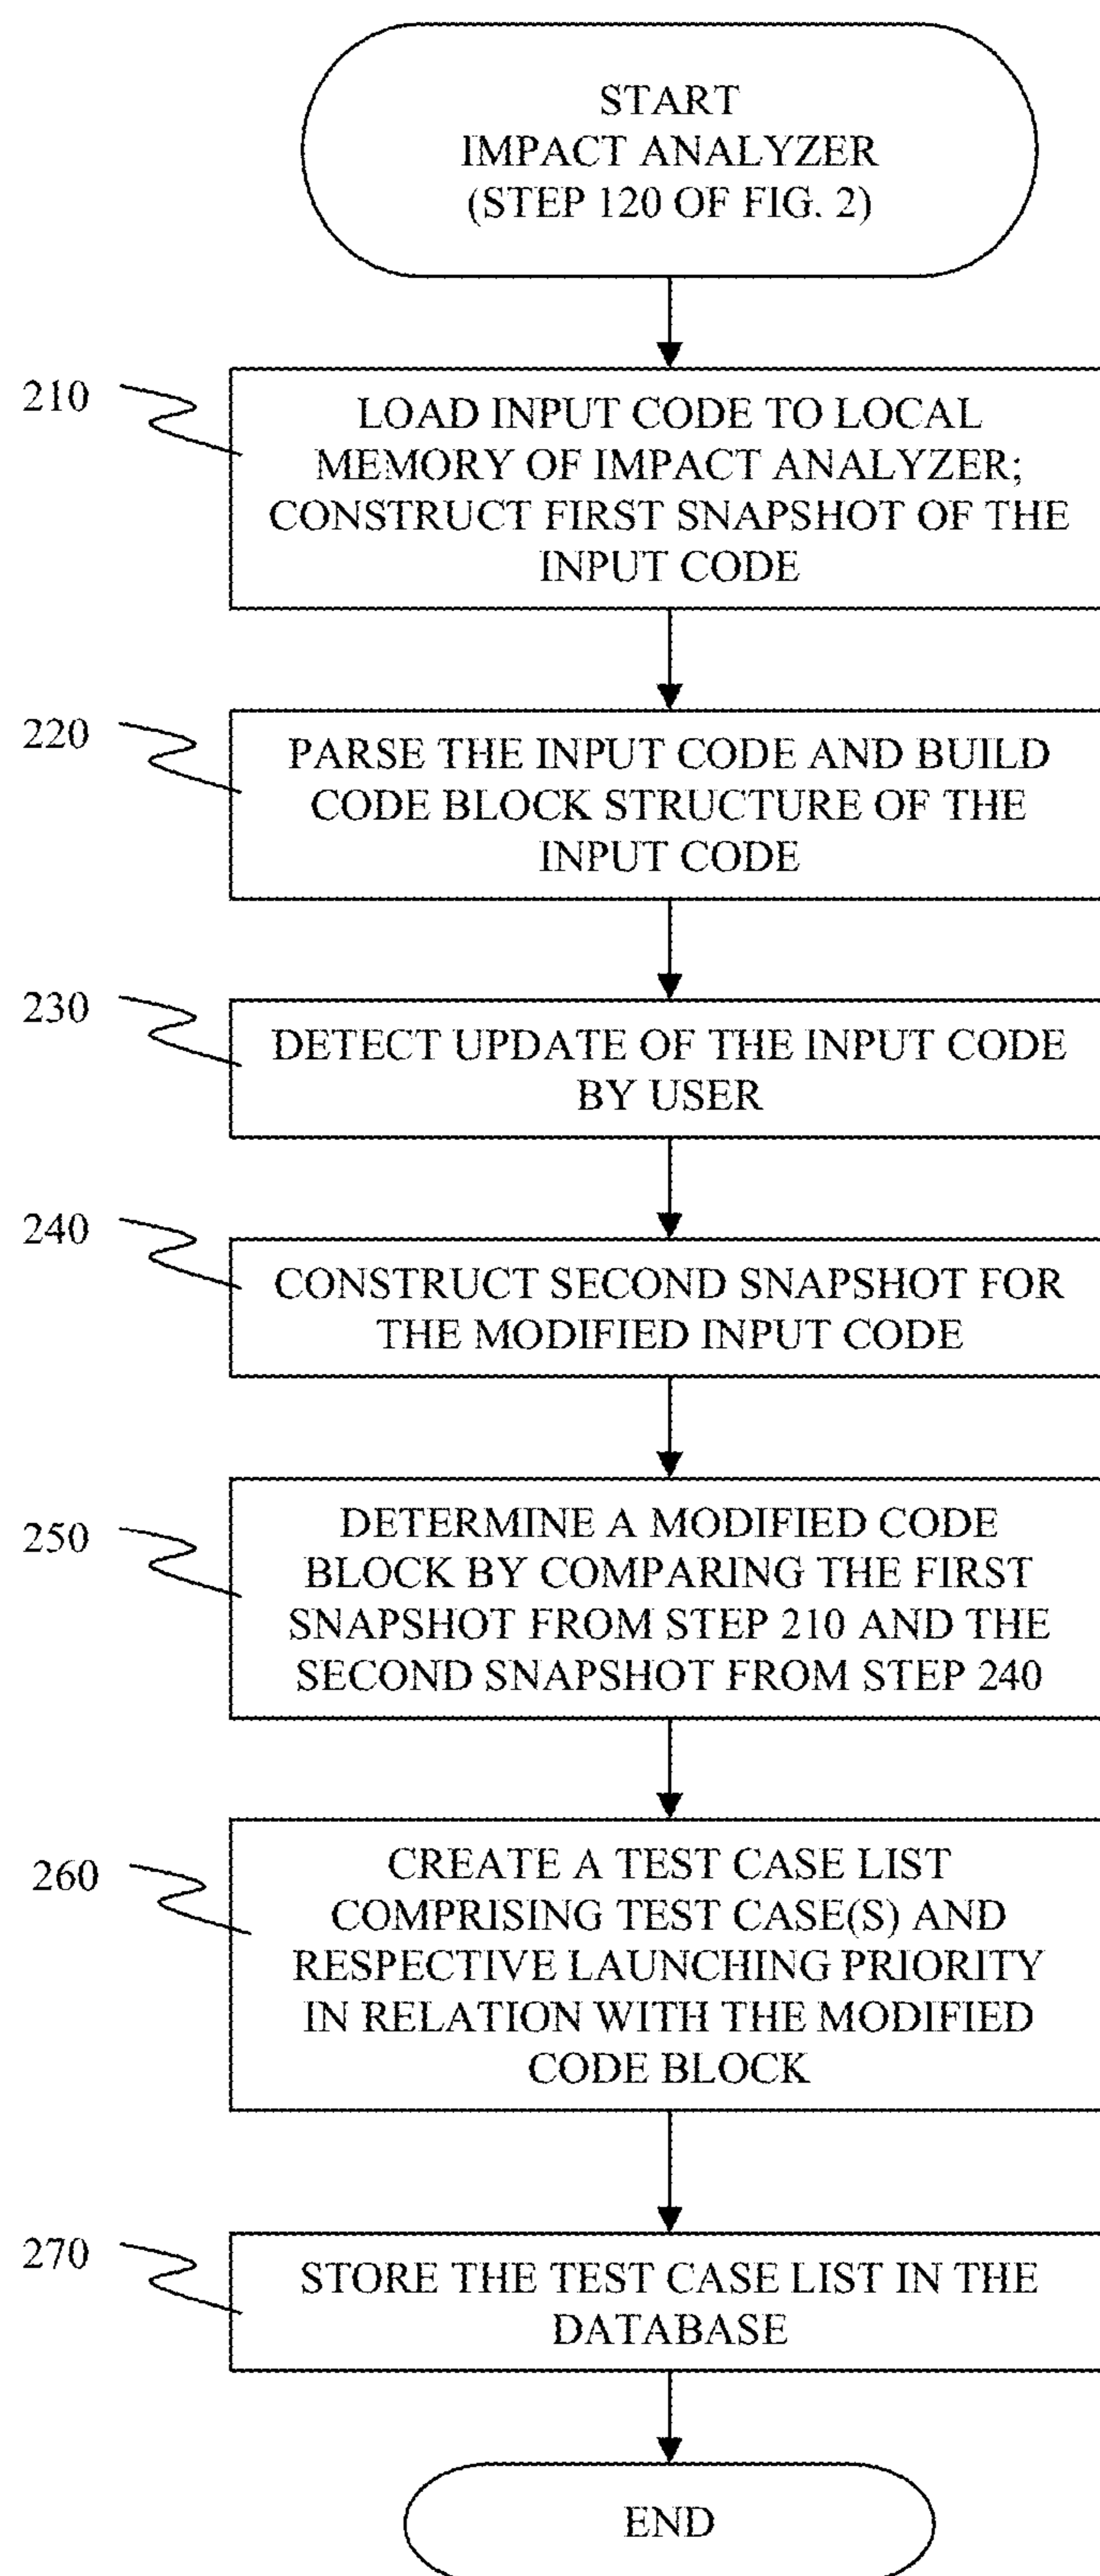 START
IMPACT ANALYZER
(STEP 120 OF FIG. 2)
210
LOAD INPUT CODE TO LOCAL
MEMORY OF IMPACT ANALYZER;
CONSTRUCT FIRST SNAPSHOT OF THE
INPUT CODE
220
PARSE THE INPUT CODE AND BUILD
CODE BLOCK STRUCTURE OF THE
INPUT CODE
230
DETECT UPDATE OF THE INPUT CODE
BY USER
240
CONSTRUCT SECOND SNAPSHOT FOR
THE MODIFIED INPUT CODE
250
DETERMINE A MODIFIED CODE
BLOCK BY COMPARING THE FIRST
SNAPSHOT FROM STEP 210 AND THE
SECOND SNAPSHOT FROM STEP 240
260
CREATE A TEST CASE LIST
COMPRISING TEST CASE(S) AND
RESPECTIVE LAUNCHING PRIORITY
IN RELATION WITH THE MODIFIED
CODE BLOCK
270
STORE THE TEST CASE LIST IN THE
DATABASE
END